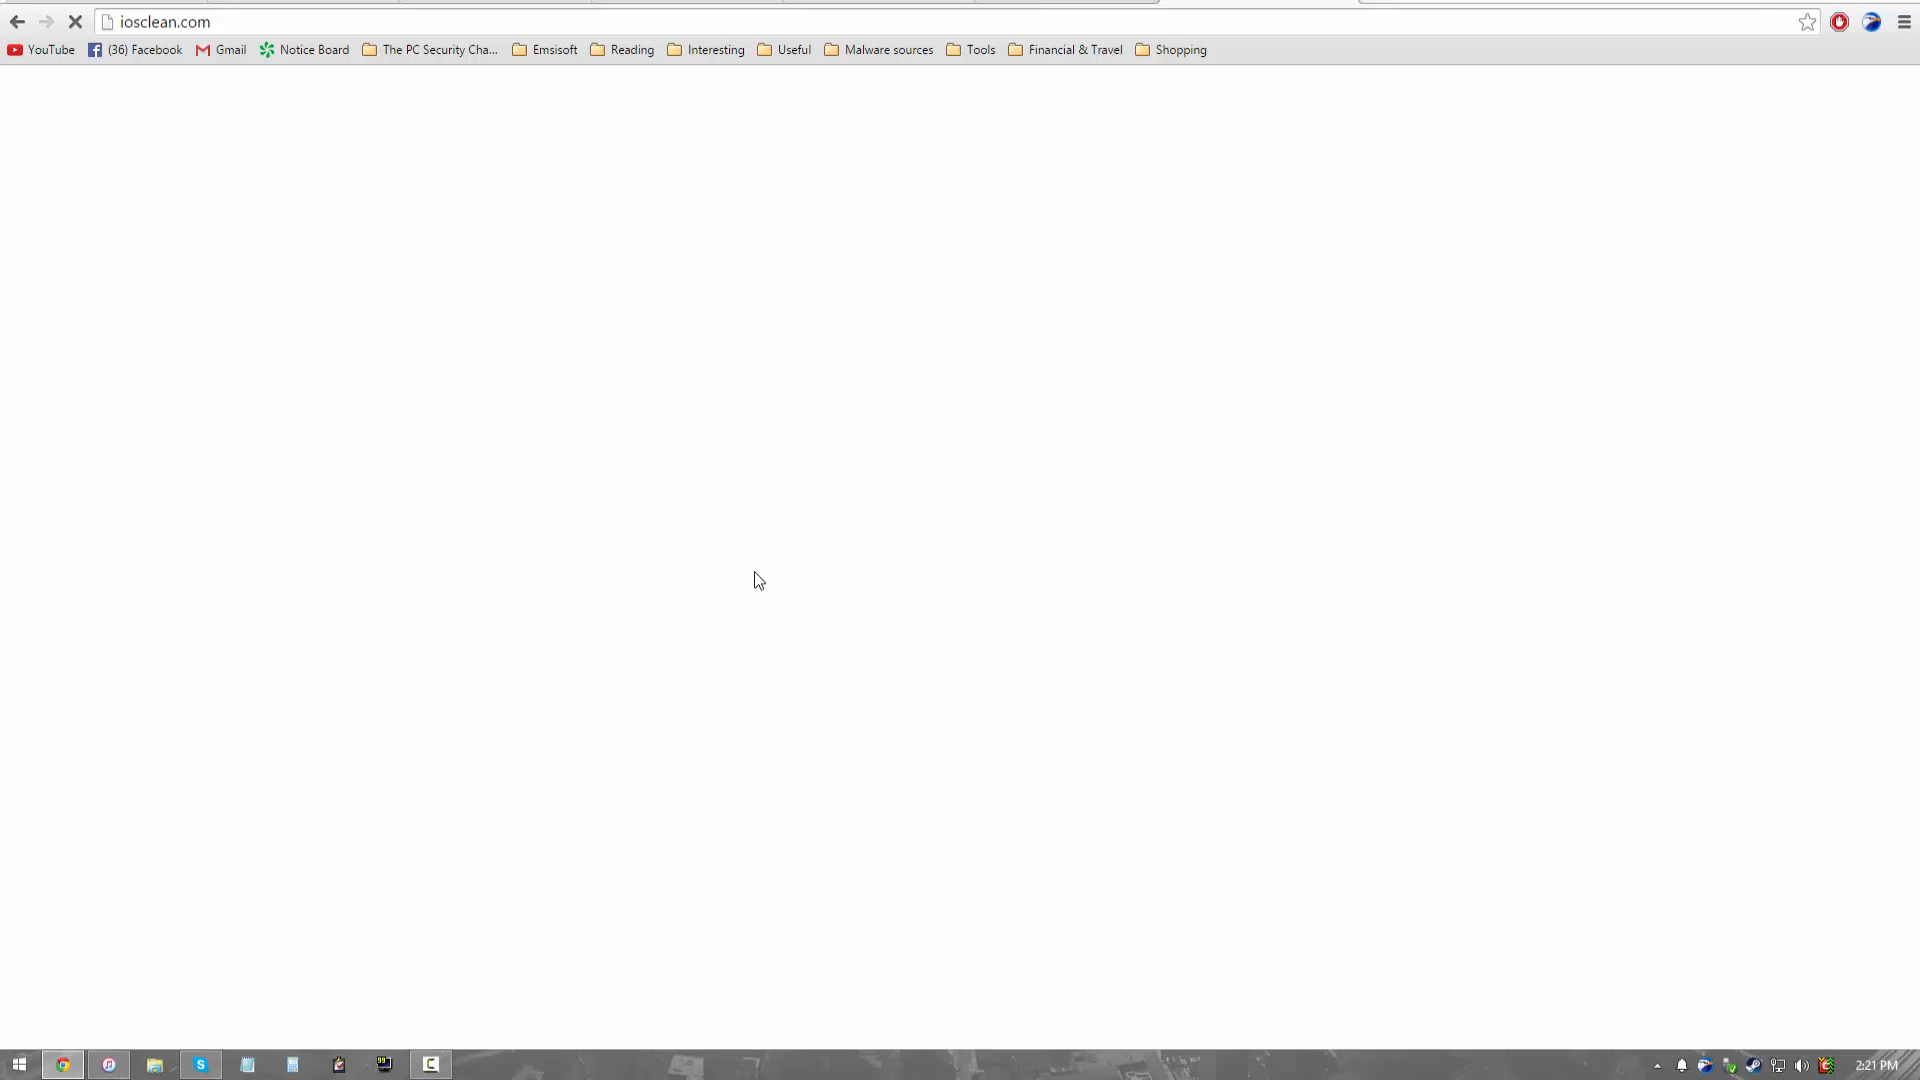 iosclean.com
YouTube (36) Facebook Gmail Notice Board The PC Security Cha... Emsisoft Reading Interesting Useful Malware sources Tools Financial & Travel Shopping
99
2:21 PM